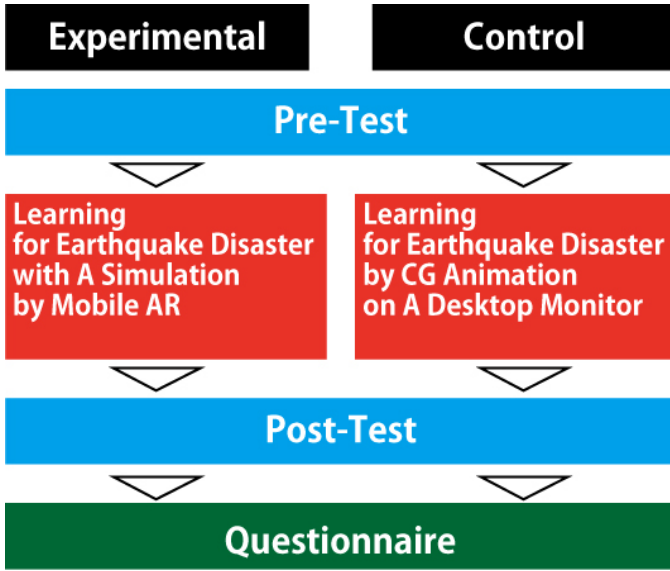 Experimental
Control
Pre-Test
Learning
for Earthquake Disaster
with A Simulation
by Mobile AR
Learning
for Earthquake Disaster
by CG Animation
on A Desktop Monitor
Post-Test
Questionnaire